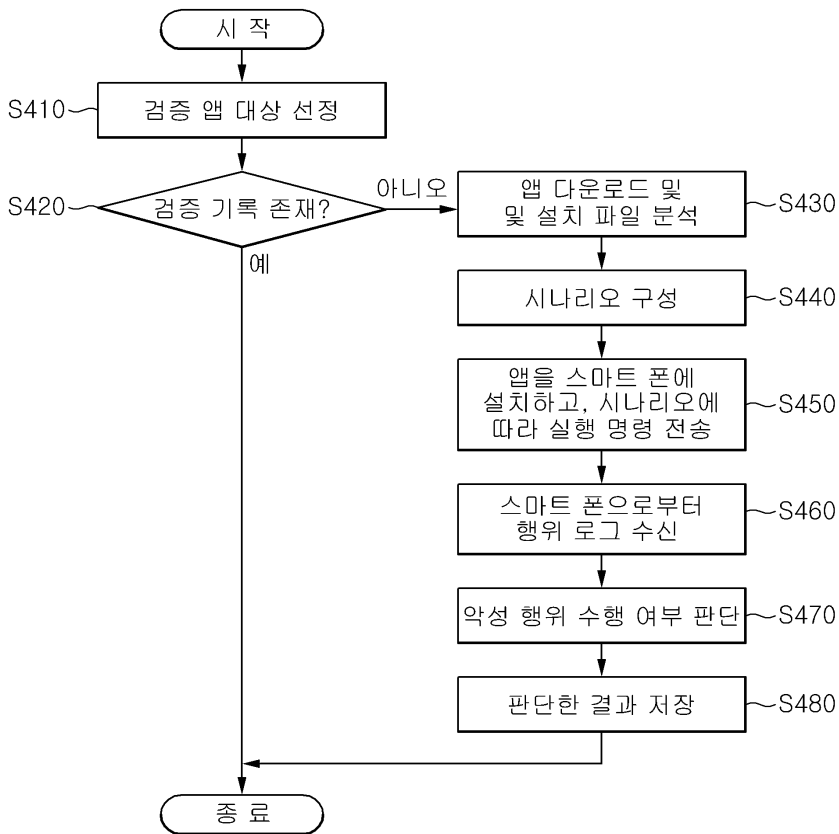 시 작
S410
검증 앱 대상 선정
S420
검증 기록 존재?
아니오
예
앱 다운로드 및
및 설치 파일 분석
S430
시나리오 구성
S440
앱을 스마트 폰에
설치하고, 시나리오에
따라 실행 명령 전송
S450
스마트 폰으로부터
행위 로그 수신
S460
악성 행위 수행 여부 판단
S470
판단한 결과 저장
S480
종 료